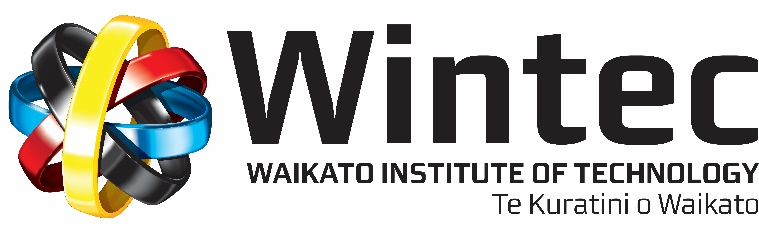 Wintec
WAIKATO INSTITUTE OF TECHNOLOGY
Te Kuratini o Waikato